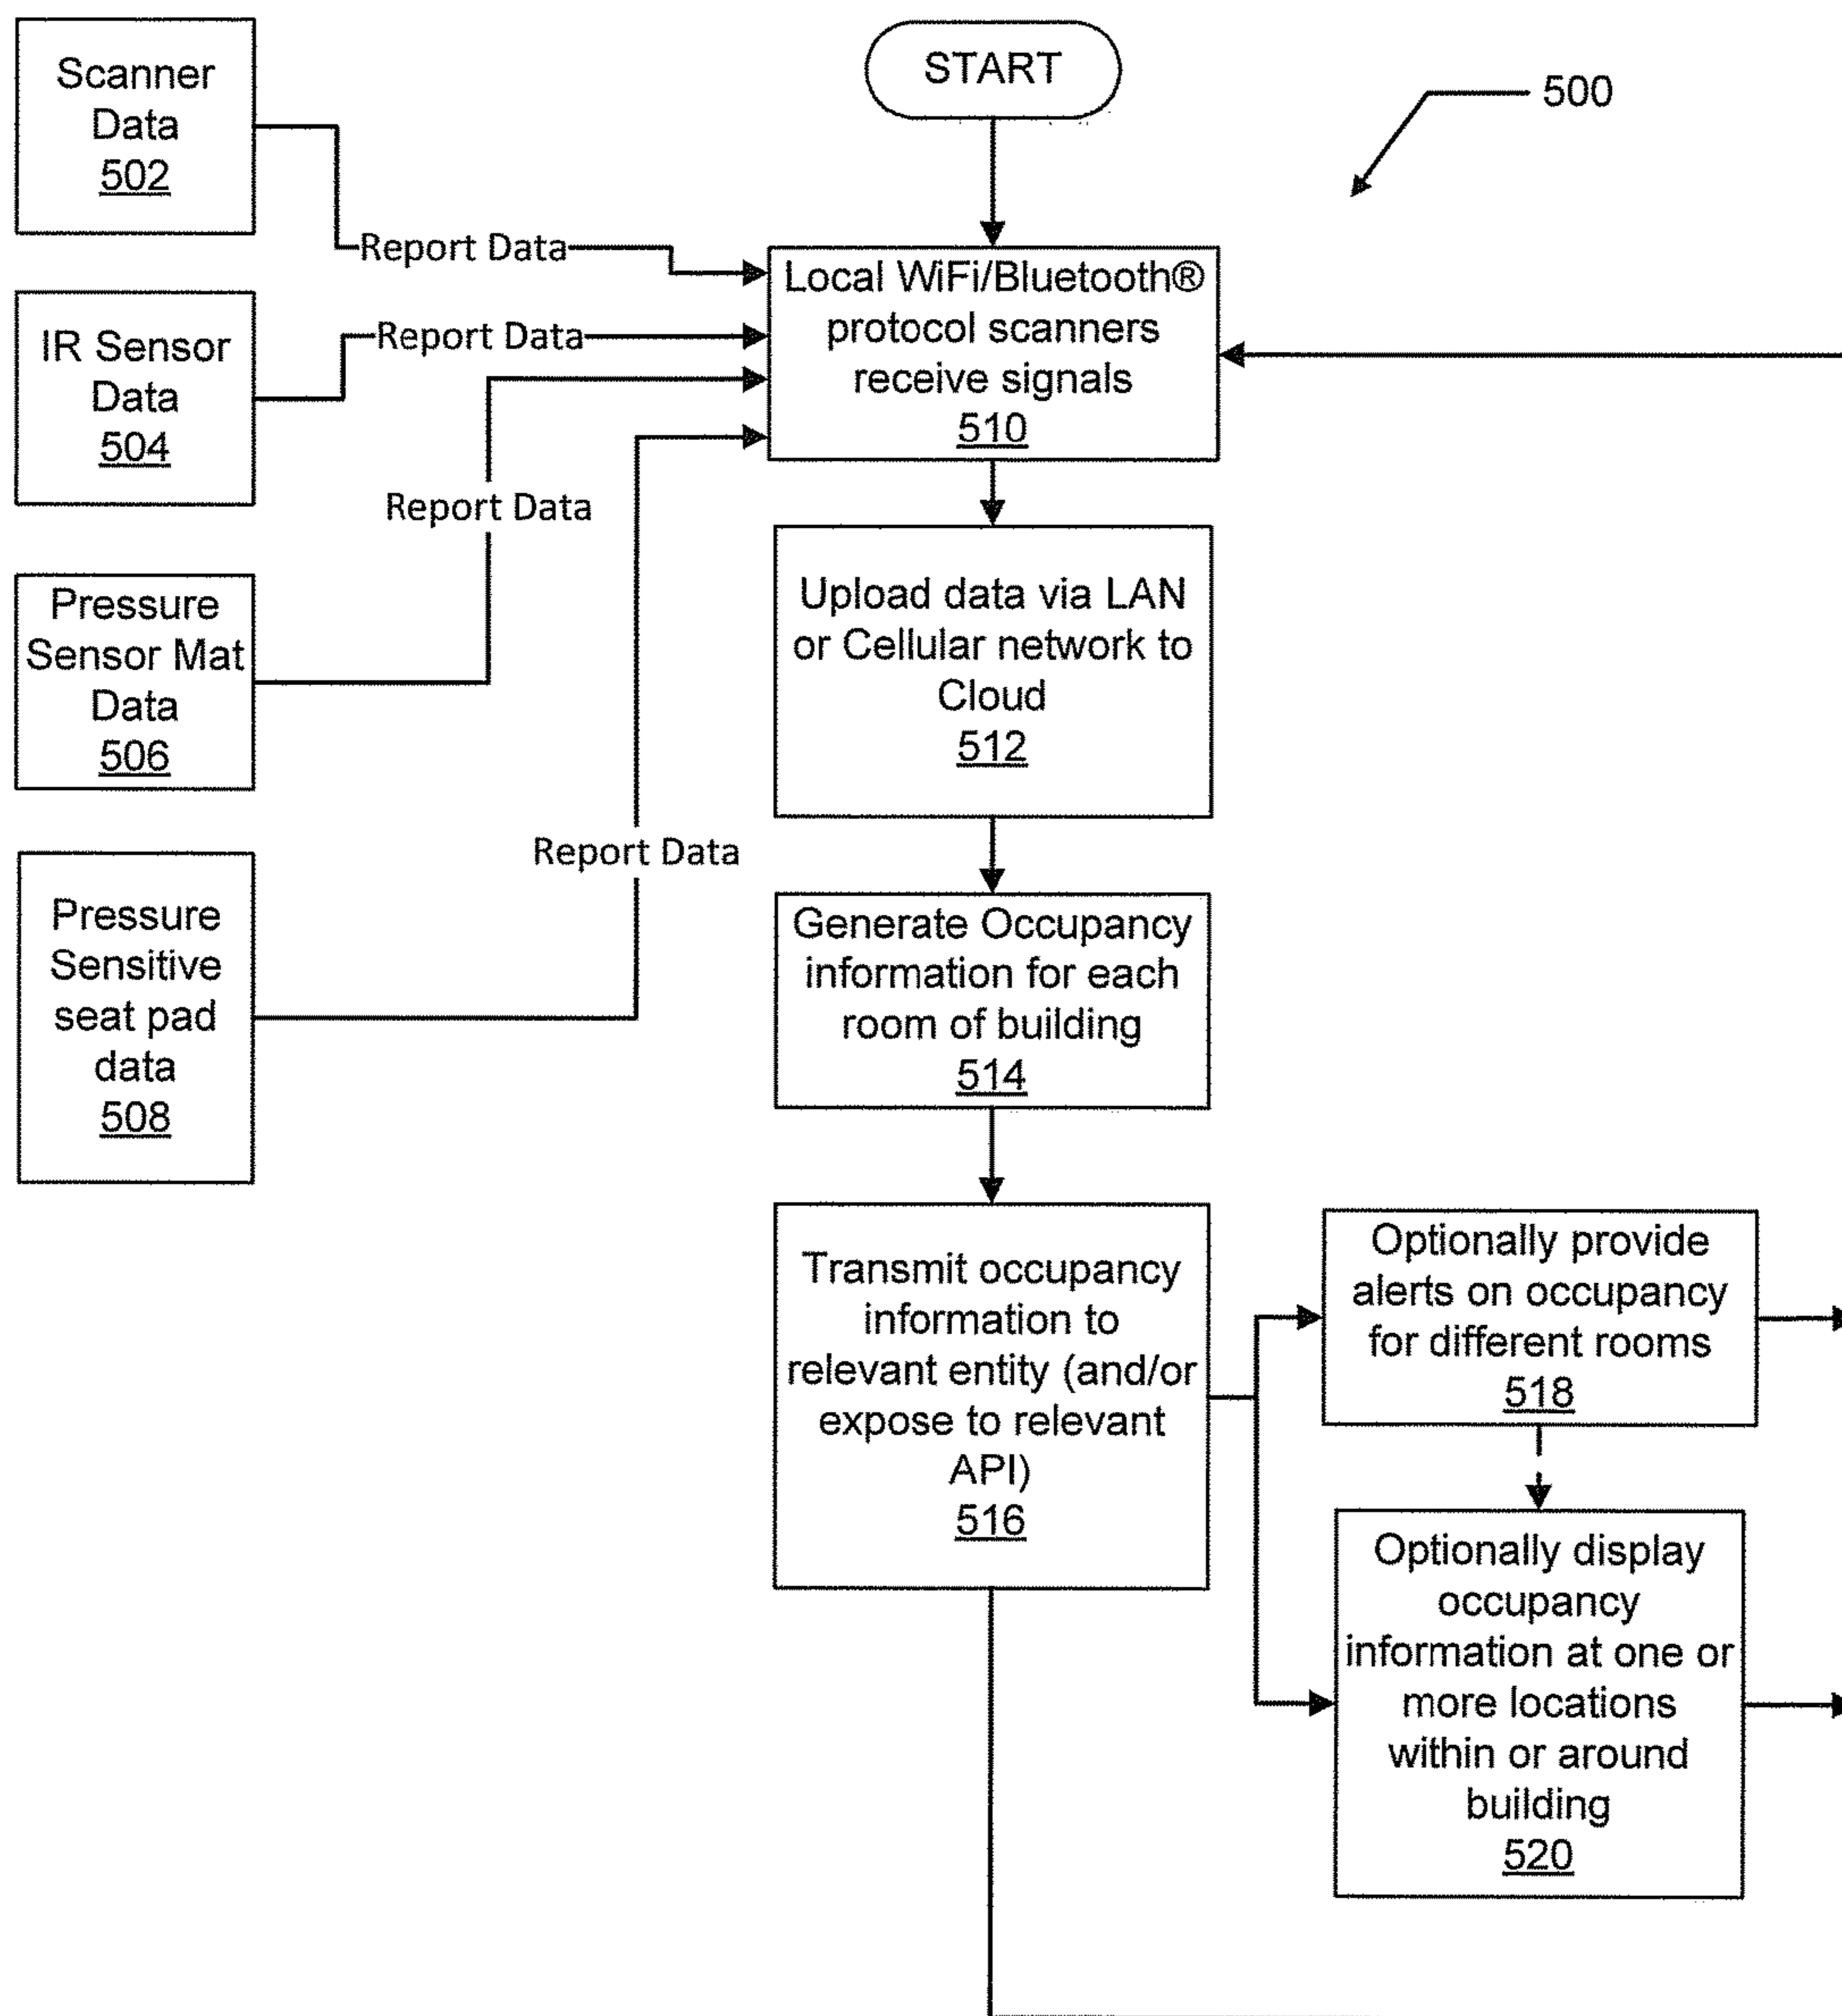 Scanner
Data
502
START
500
Report Data
Local WiFi/Bluetooth®
protocol scanners
receive signals
510
IR Sensor
Data
504
Report Data
Report Data
Pressure
Sensor Mat
Data
506
Upload data via LAN
or Cellular network to
Cloud
512
Report Data
Pressure
Sensitive
seat pad
data
508
Generate Occupancy
information for each
room of building
514
Transmit occupancy
information to
relevant entity (and/or
expose to relevant
API)
516
Optionally provide
alerts on occupancy
for different rooms
518
Optionally display
occupancy
information at one or
more locations
within or around
building
520